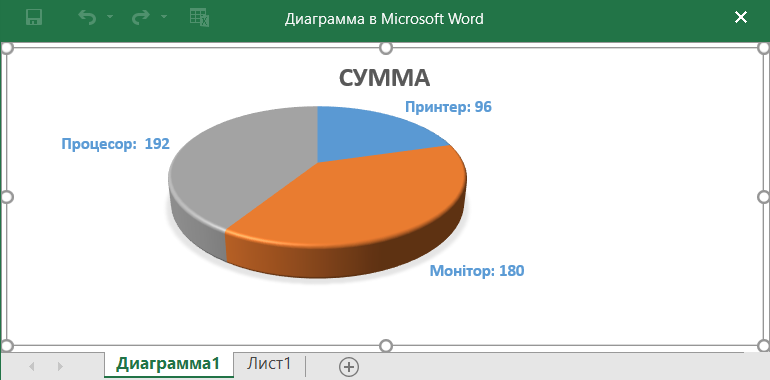 Диаграмма в Microsoft Word
СУММА
Принтер: 96
Процесор:  192
Монітор: 180
Диаграмма1
Лист1